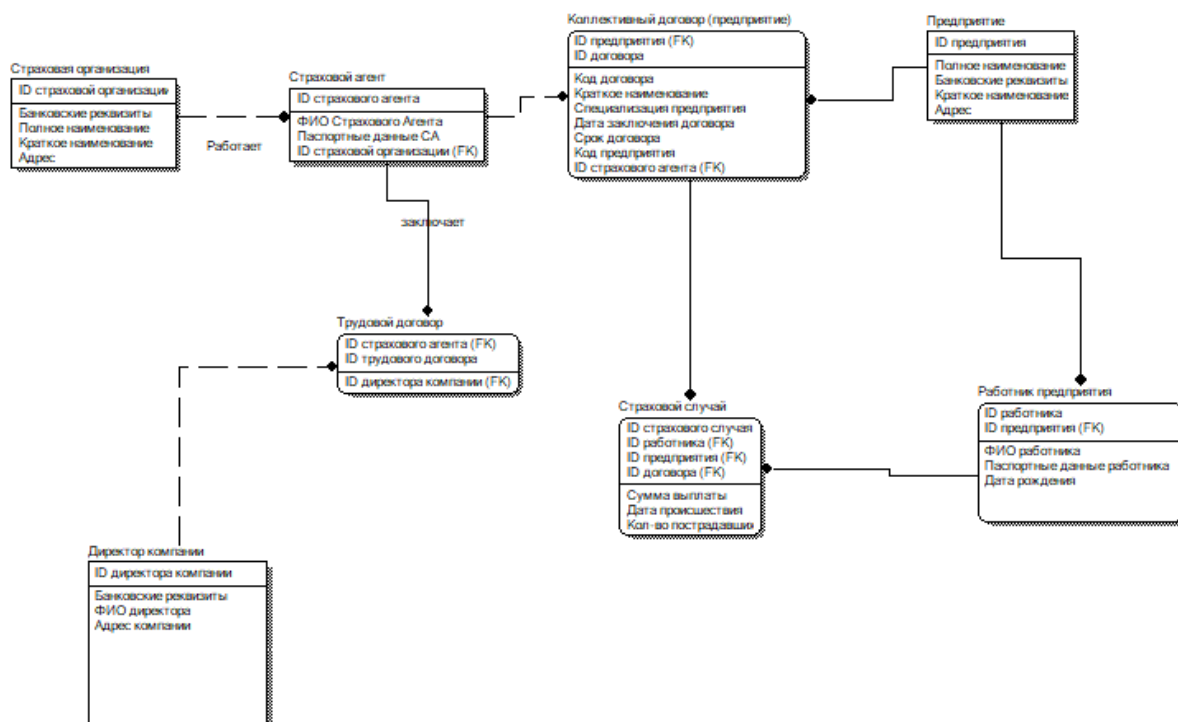 Страховая организация
ID страховой организации
Банковские реквизиты
Полное наименование
Краткое наименование
Адрес
Работает
Страховой агент
ID страхового агента
ФИО Страхового Агента
Паспортные данные СА
ID страховой организации (FK)
заключает
Коллективный договор (предприятие)
ID предприятия (FK)
ID договора
Код договора
Краткое наименование
Специализация предприятия
Дата заключения договора
Срок договора
Код предприятия
ID страхового агента (FK)
Предприятие
ID предприятия
Полное наименование
Банковские реквизиты
Краткое наименование
Адрес
Трудовой договор
ID страхового агента (FK)
ID трудового договора
ID директора компании (FK)
Страховой случай
ID страхового случая
ID работника (FK)
ID предприятия (FK)
ID договора (FK)
Сумма выплаты
Дата происшествия
Кол-во пострадавших
Работник предприятия
ID работника
ID предприятия (FK)
ФИО работника
Паспортные данные работника
Дата рождения
Директор компании
ID директора компании
Банковские реквизиты
ФИО директора
Адрес компании